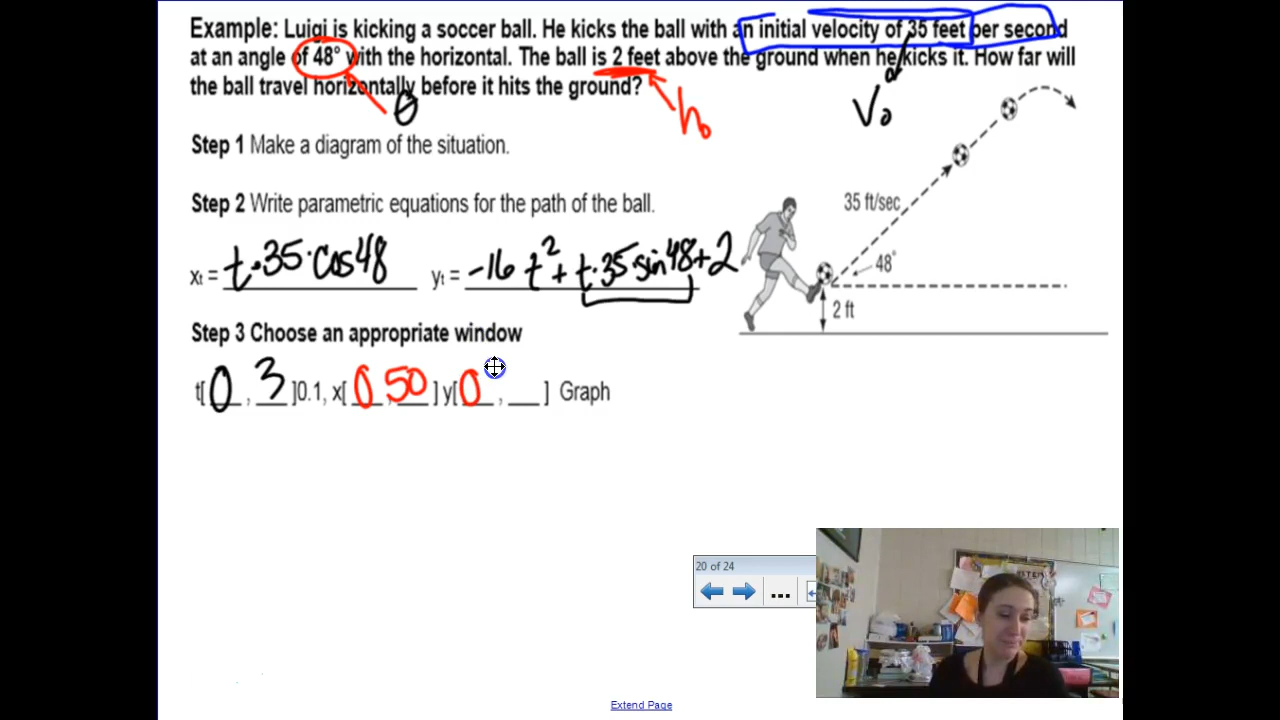 Example: Luigi is kicking a soccer ball. He kicks the ball with an initial velocity of 35 feet per second
at an angle of 48° with the horizontal. The ball is 2 feet above the ground when he kicks it. How far will
the ball travel horizontally before it hits the ground?
θ
h₀
V₀
Step 1 Make a diagram of the situation.
Step 2 Write parametric equations for the path of the ball.
35 ft/sec
48°
2 ft
xt = t·35·cos48 yt = -16t² + t·35·sin48+2
Step 3 Choose an appropriate window
t[0, 3]0.1, x[0, 50] y[0, __] Graph
20 of 24
...
Extend Page